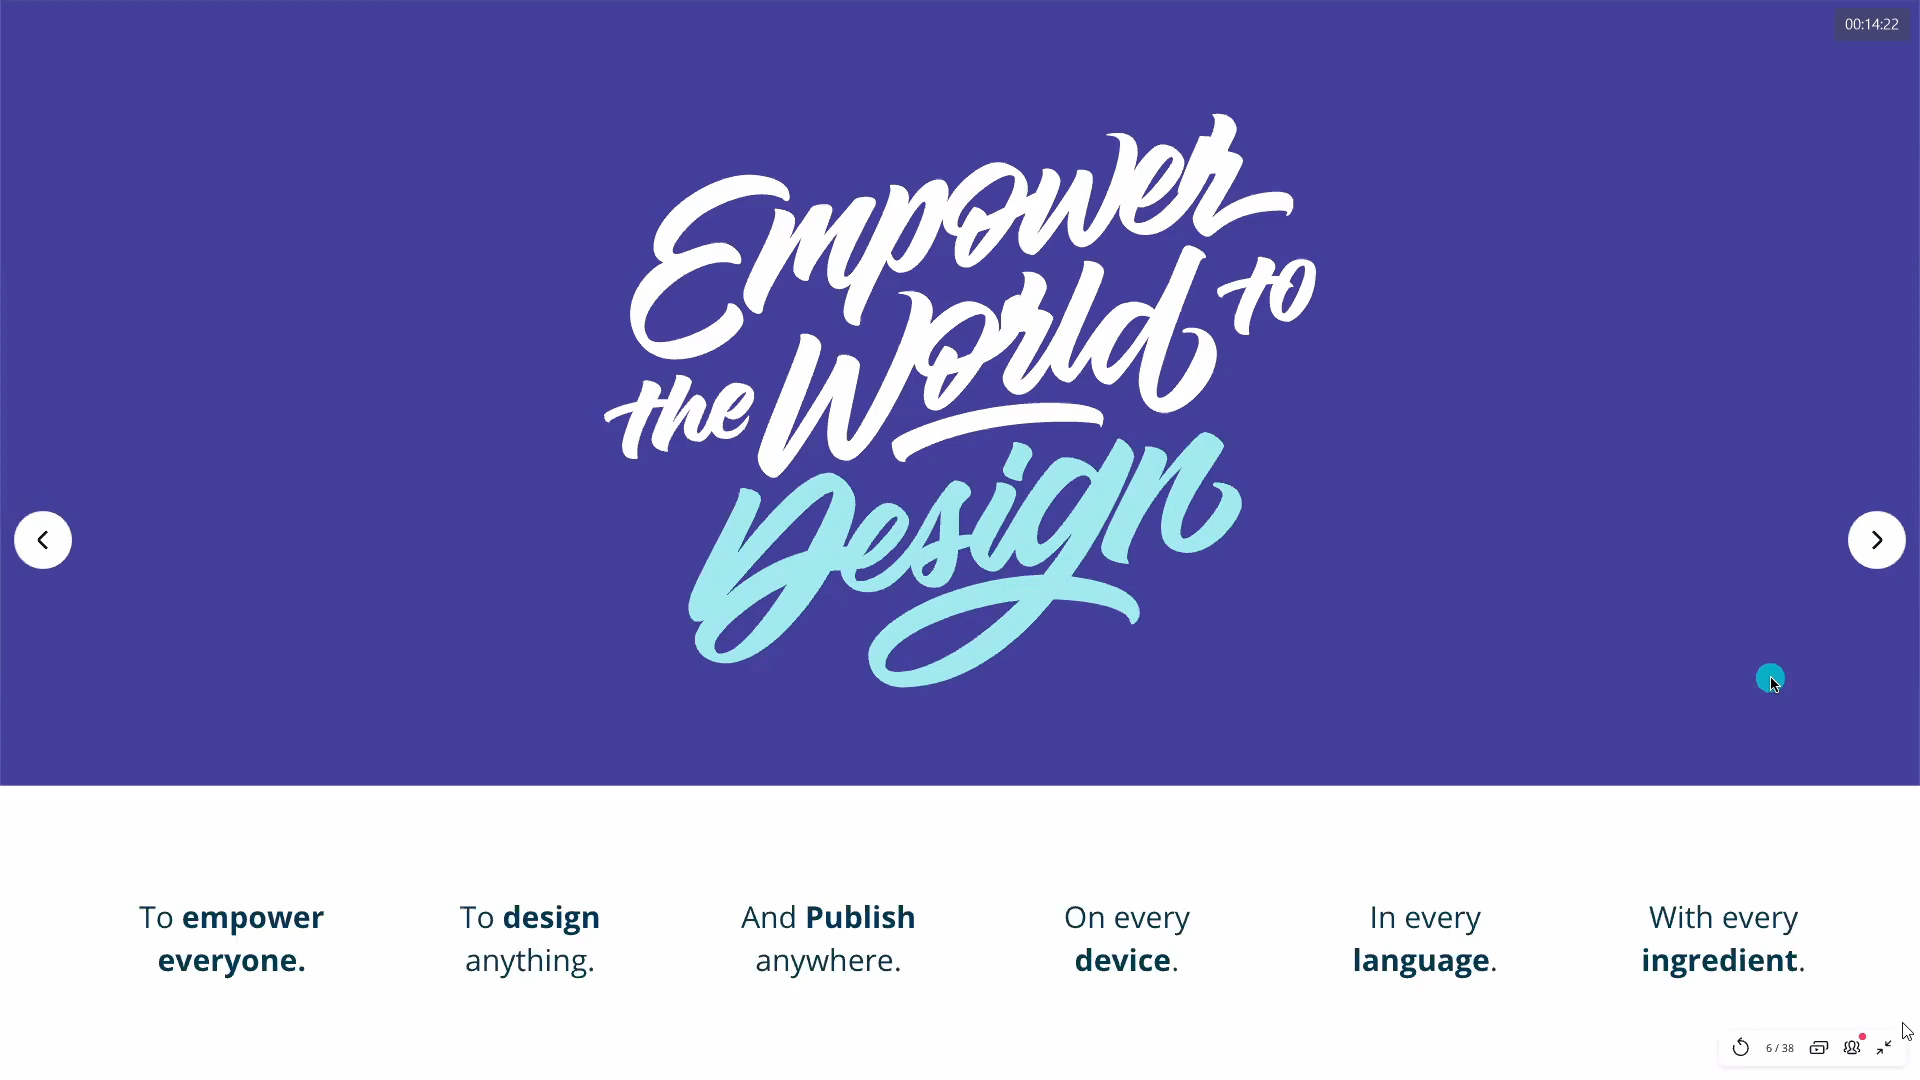 00:14:22
Empower
the World to
Design
To empower
everyone.
To design
anything.
And Publish
anywhere.
On every
device.
In every
language.
With every
ingredient.
6 / 38